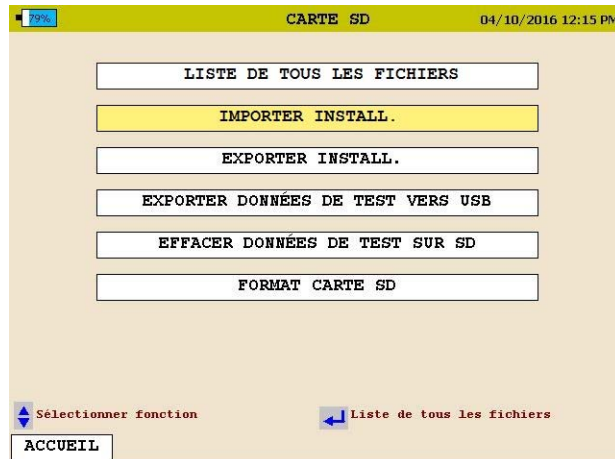 79% CARTE SD 04/10/2016 12:15 PM
LISTE DE TOUS LES FICHIERS
IMPORTER INSTALL.
EXPORTER INSTALL.
EXPORTER DONNÉES DE TEST VERS USB
EFFACER DONNÉES DE TEST SUR SD
FORMAT CARTE SD
Sélectionner fonction Liste de tous les fichiers
ACCUEIL